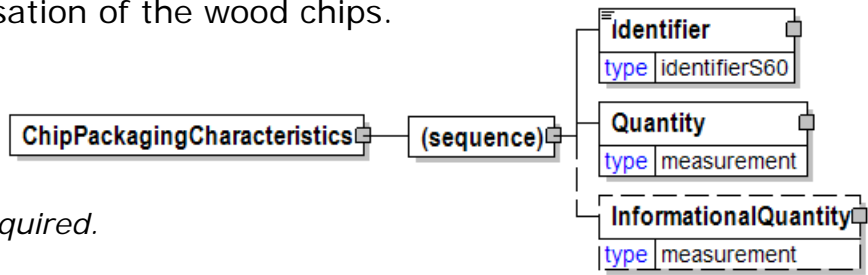 sation of the wood chips.
Identifier
type identifierS60
ChipPackagingCharacteristics
(sequence)
Quantity
type measurement
quired.
InformationalQuantity
type measurement